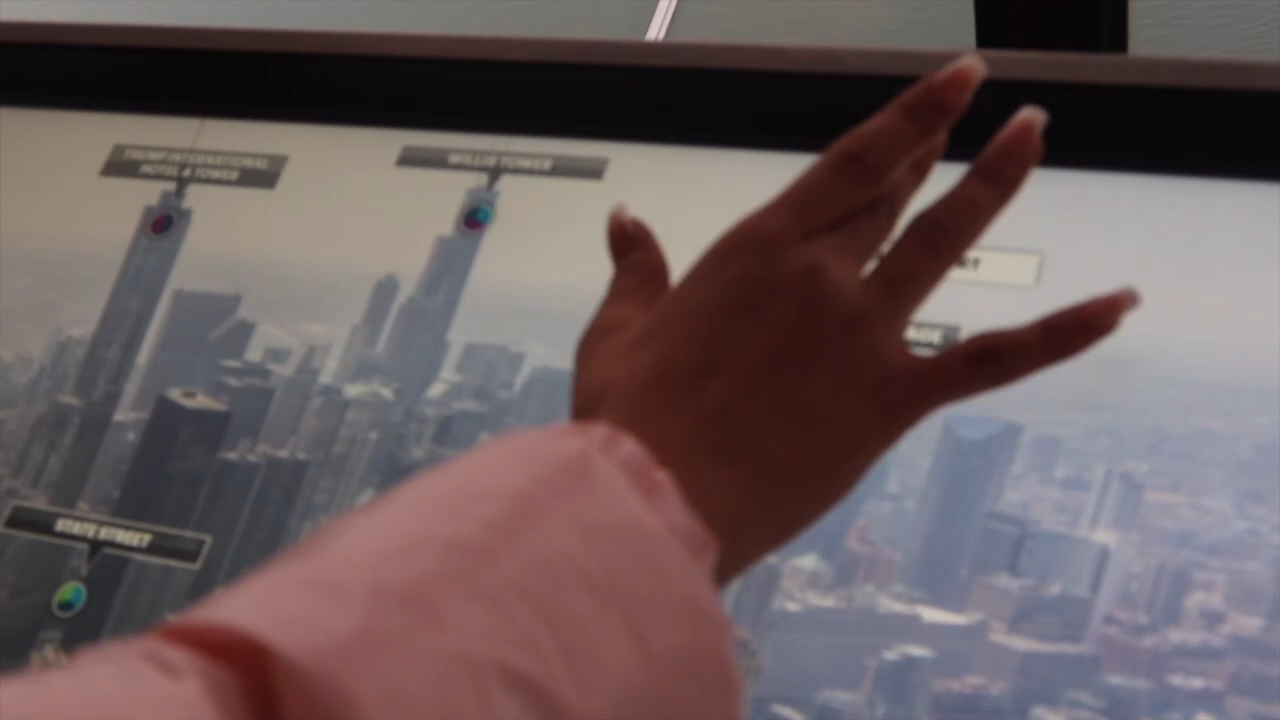 TRUMP INTERNATIONAL
HOTEL & TOWER
WILLIS TOWER
STATE STREET